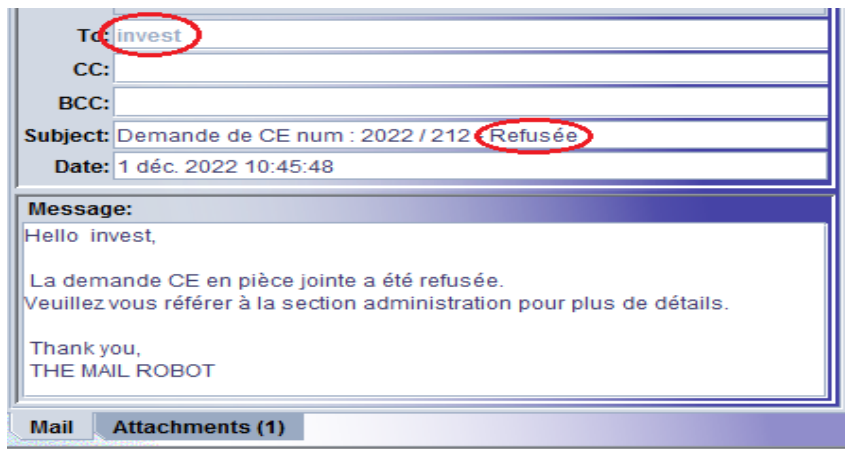 To: invest
CC:
BCC:
Subject: Demande de CE num : 2022 / 212 - Refusée
Date: 1 déc. 2022 10:45:48
Message:
Hello invest,
La demande CE en pièce jointe a été refusée.
Veuillez vous référer à la section administration pour plus de détails.
Thank you,
THE MAIL ROBOT
Mail Attachments (1)